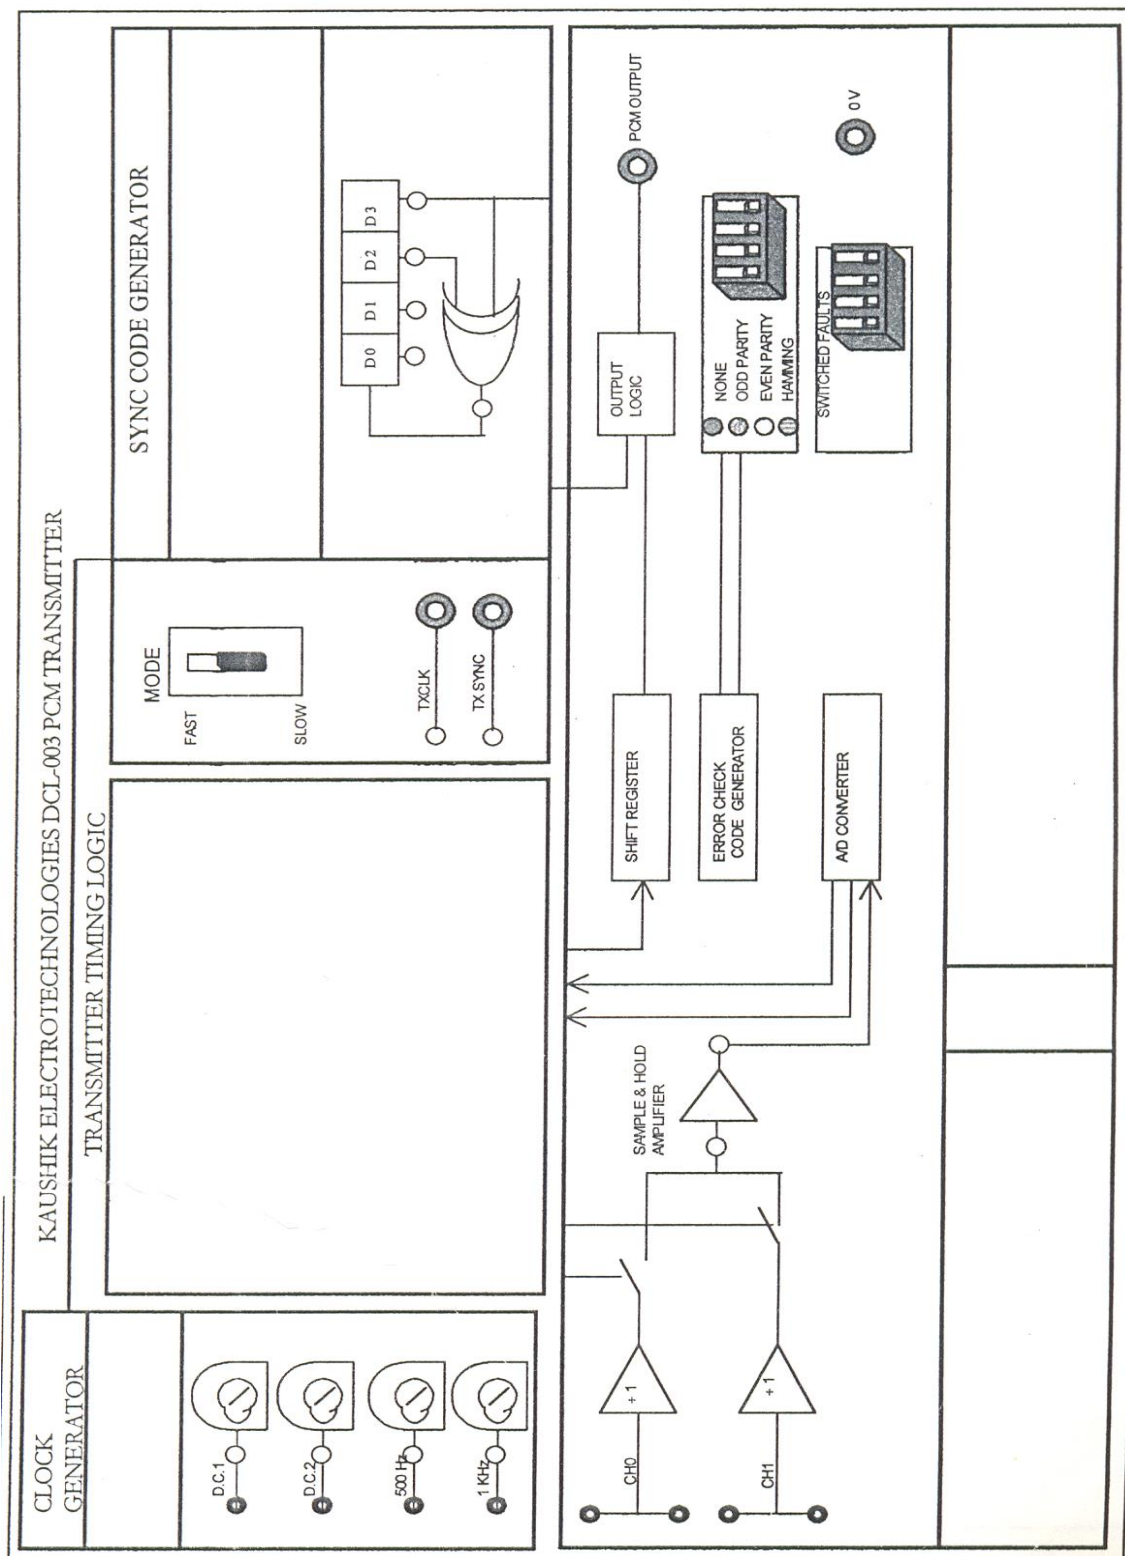 KAUSHIK ELECTROTECHNOLOGIES DCL-003 PCM TRANSMITTER
CLOCK
GENERATOR
D.C.1
D.C.2
500 Hz
1 KHz
TRANSMITTER TIMING LOGIC
MODE
FAST
SLOW
TXCLK
TX SYNC
SYNC CODE GENERATOR
D0
D1
D2
D3
CH0
CH1
+1
+1
SAMPLE & HOLD
AMPLIFIER
SHIFT REGISTER
ERROR CHECK
CODE GENERATOR
A/D CONVERTER
OUTPUT
LOGIC
PCM OUTPUT
NONE
ODD PARITY
EVEN PARITY
HAMMING
SWITCHED FAULTS
0 V